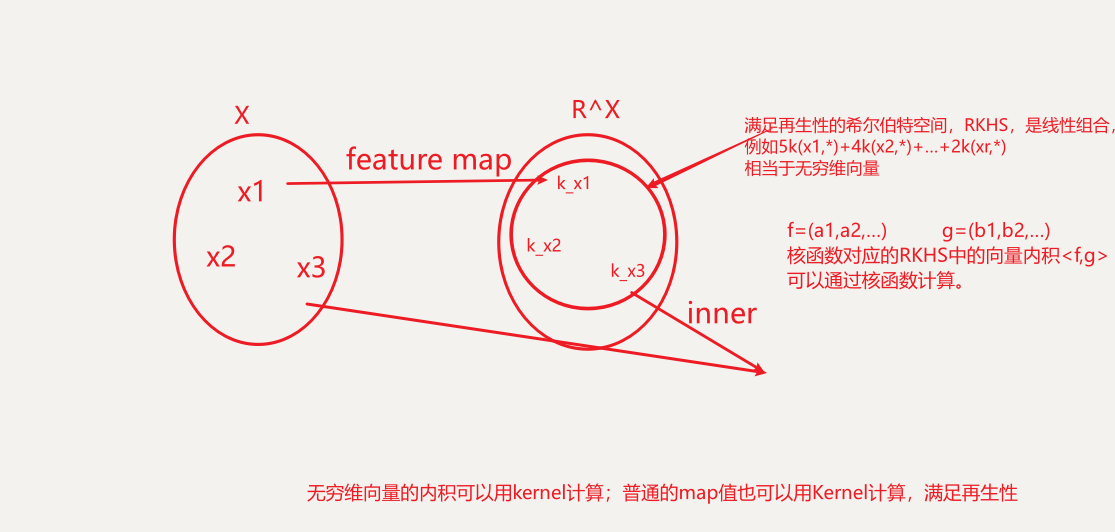 X
R^X
满足再生性的希尔伯特空间，RKHS，是线性组合，
例如5k(x1,*)+4k(x2,*)+...+2k(xr,*)
相当于无穷维向量
feature map
x1
k_x1
x2
k_x2
x3
k_x3
f=(a1,a2,...) g=(b1,b2,...)
核函数对应的RKHS中的向量内积<f,g>
可以通过核函数计算。
inner
无穷维向量的内积可以用kernel计算；普通的map值也可以用Kernel计算，满足再生性